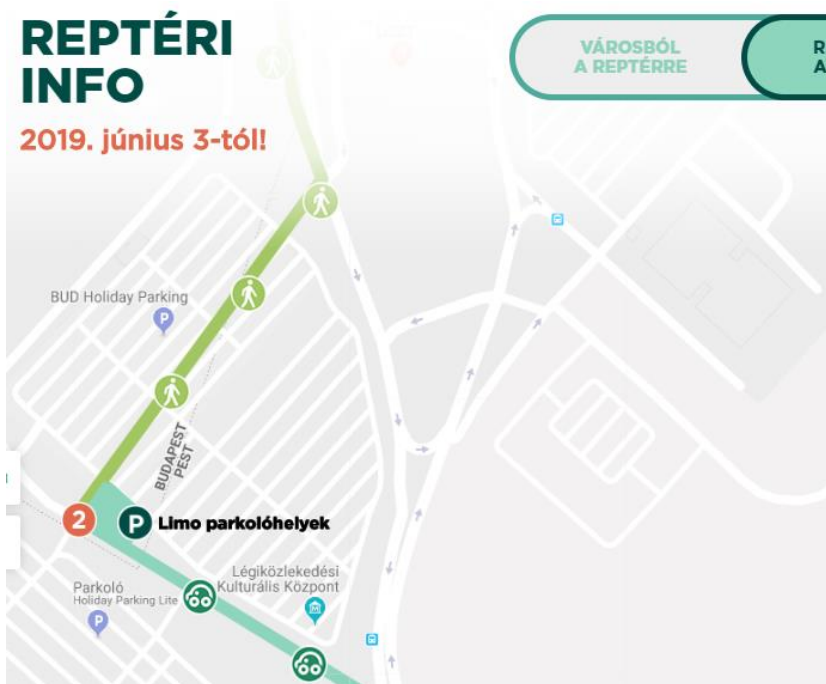 REPTÉRI
INFO
2019. június 3-tól!
VÁROSBÓL
A REPTÉRRE
R
A
BUD Holiday Parking
P
BUDAPEST
PEST
2
P Limo parkolóhelyek
Légiközlekedési
Kulturális Központ
Parkoló
Holiday Parking Lite
P